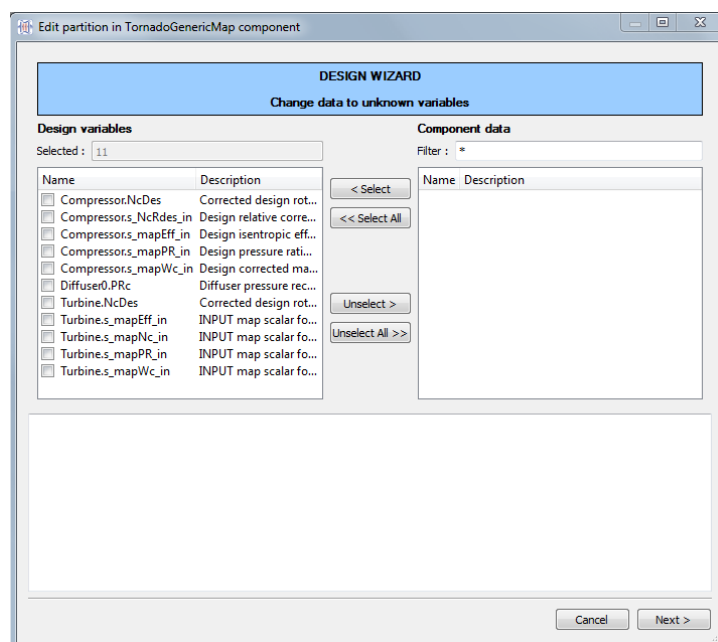 Edit partition in TornadoGenericMap component
DESIGN WIZARD
Change data to unknown variables
Design variables
Component data
Selected : 11
Filter : *
Name Description
Name Description
Compressor.NcDes Corrected design rot...
Compressor.s_NcRdes_in Design relative corre...
Compressor.s_mapEff_in Design isentropic eff...
Compressor.s_mapPR_in Design pressure rati...
Compressor.s_mapWc_in Design corrected ma...
Diffuser0.PRc Diffuser pressure rec...
Turbine.NcDes Corrected design rot...
Turbine.s_mapEff_in INPUT map scalar fo...
Turbine.s_mapNc_in INPUT map scalar fo...
Turbine.s_mapPR_in INPUT map scalar fo...
Turbine.s_mapWc_in INPUT map scalar fo...
< Select
<< Select All
Unselect >
Unselect All >>
Cancel
Next >